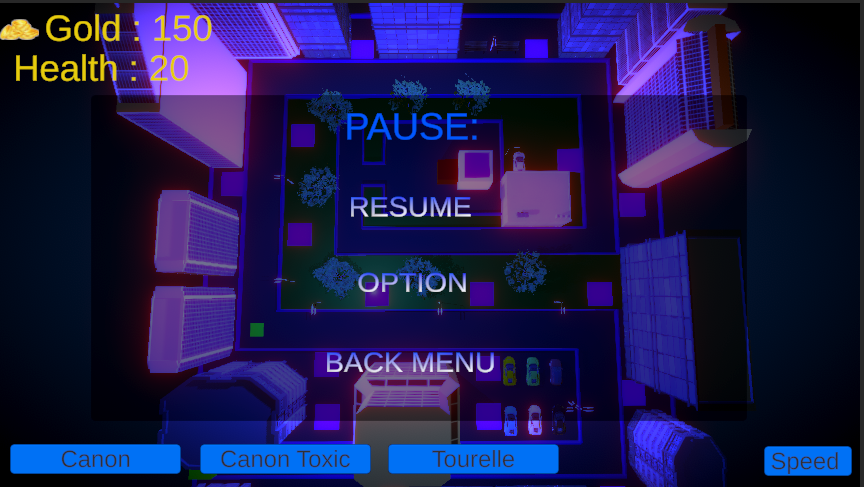 Gold : 150
Health : 20
PAUSE:
RESUME
OPTION
BACK MENU
Canon
Canon Toxic
Tourelle
Speed